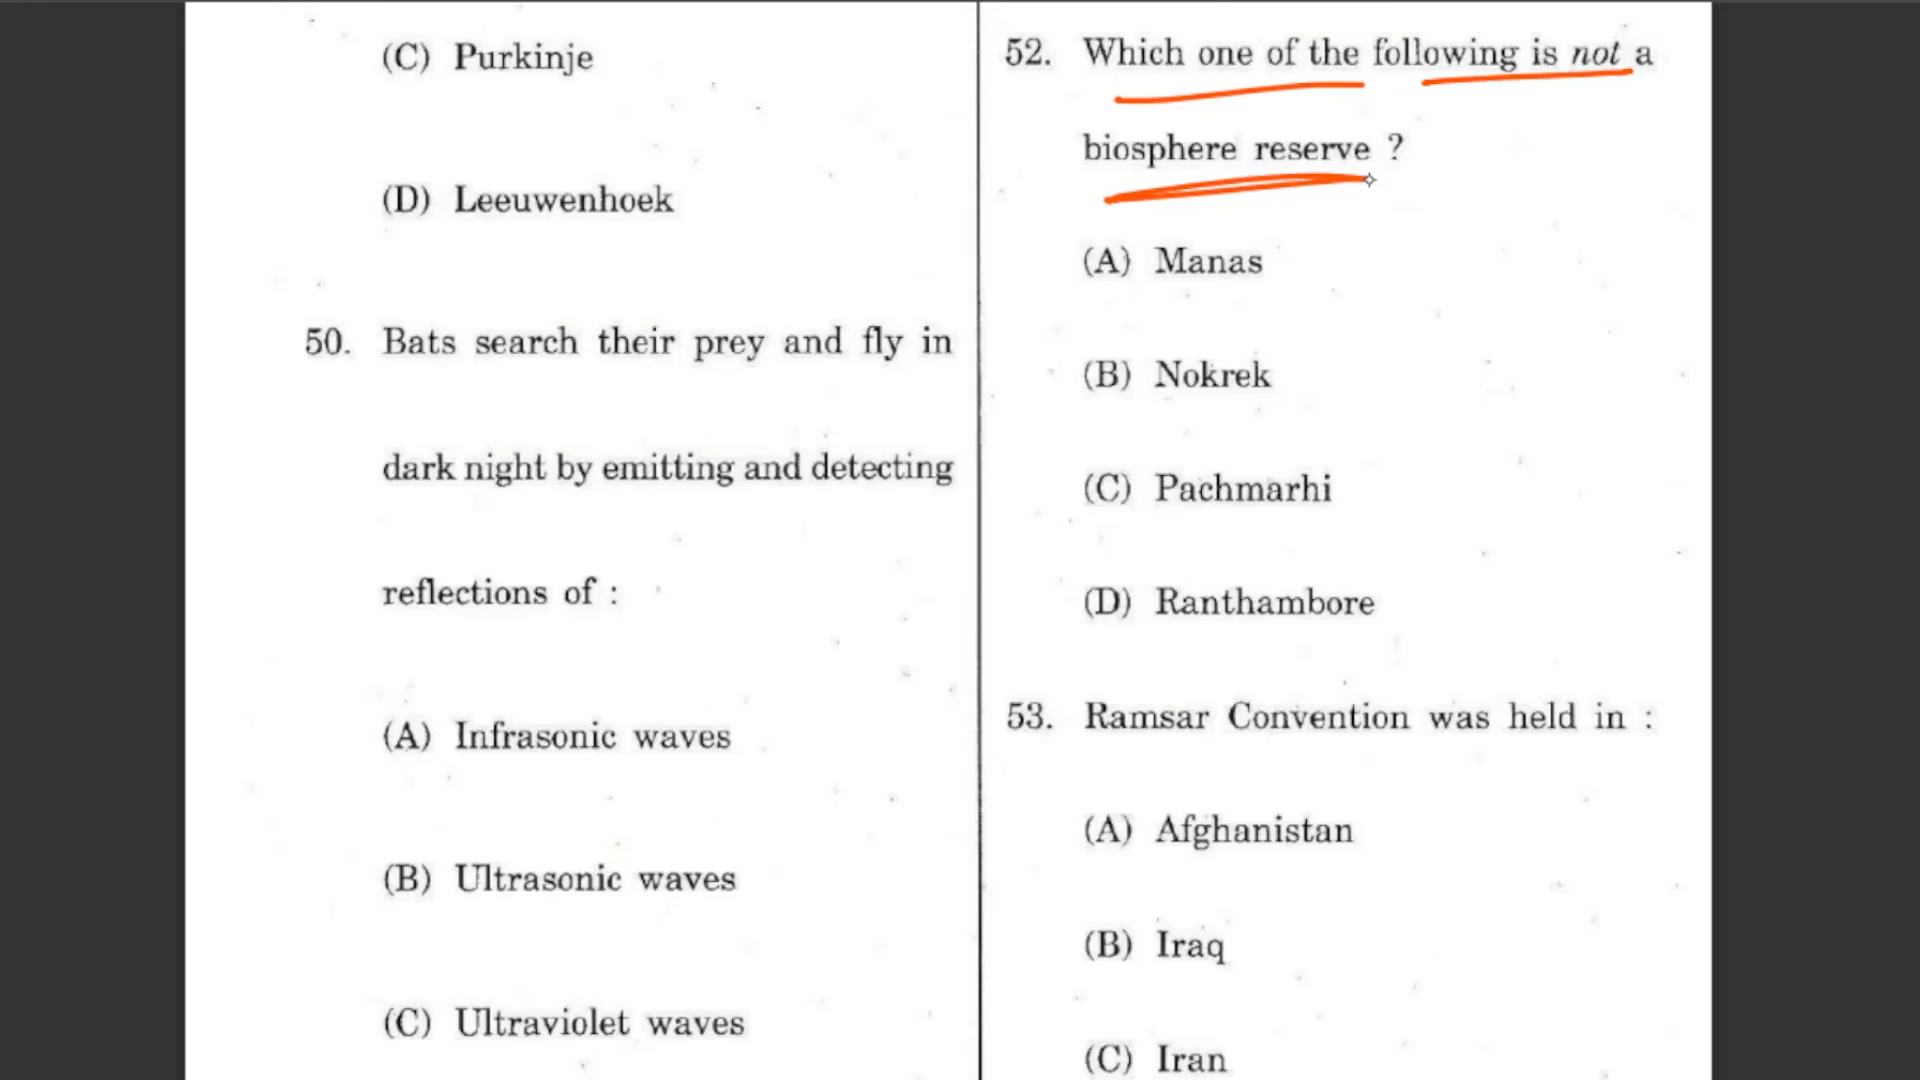 (C) Purkinje
(D) Leeuwenhoek
50. Bats search their prey and fly in
dark night by emitting and detecting
reflections of :
(A) Infrasonic waves
(B) Ultrasonic waves
(C) Ultraviolet waves
52. Which one of the following is not a
biosphere reserve ?
(A) Manas
(B) Nokrek
(C) Pachmarhi
(D) Ranthambore
53. Ramsar Convention was held in :
(A) Afghanistan
(B) Iraq
(C) Iran